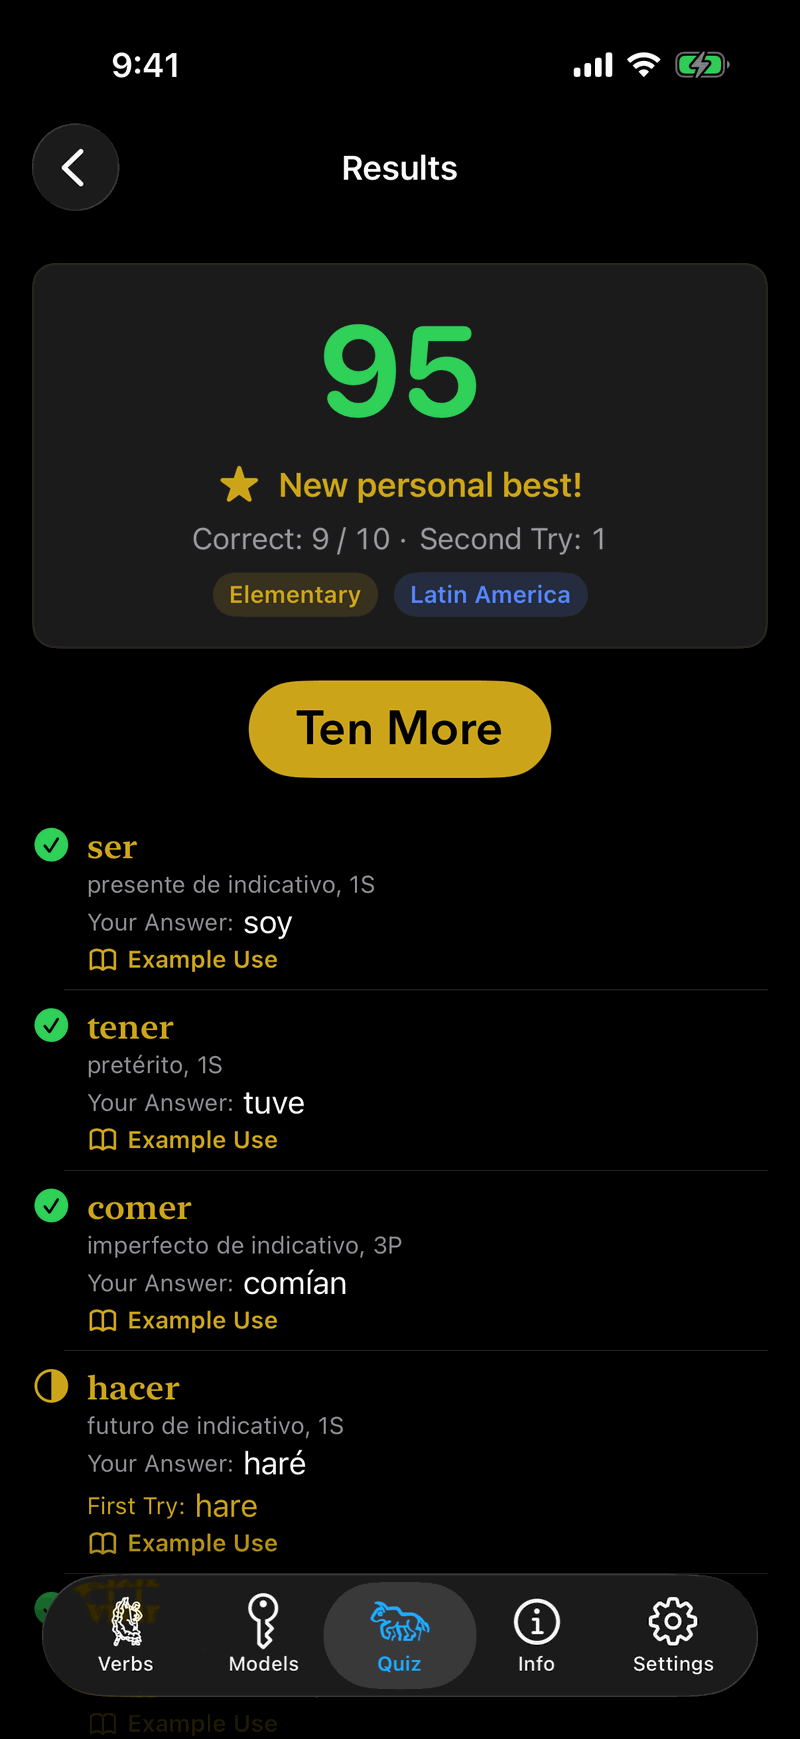 9:41
Results
95
New personal best!
Correct: 9 / 10 · Second Try: 1
Elementary Latin America
Ten More
ser
presente de indicativo, 1S
Your Answer: soy
Example Use
tener
pretérito, 1S
Your Answer: tuve
Example Use
comer
imperfecto de indicativo, 3P
Your Answer: comían
Example Use
hacer
futuro de indicativo, 1S
Your Answer: haré
First Try: hare
Example Use
Verbs Models Quiz Info Settings
Example Use